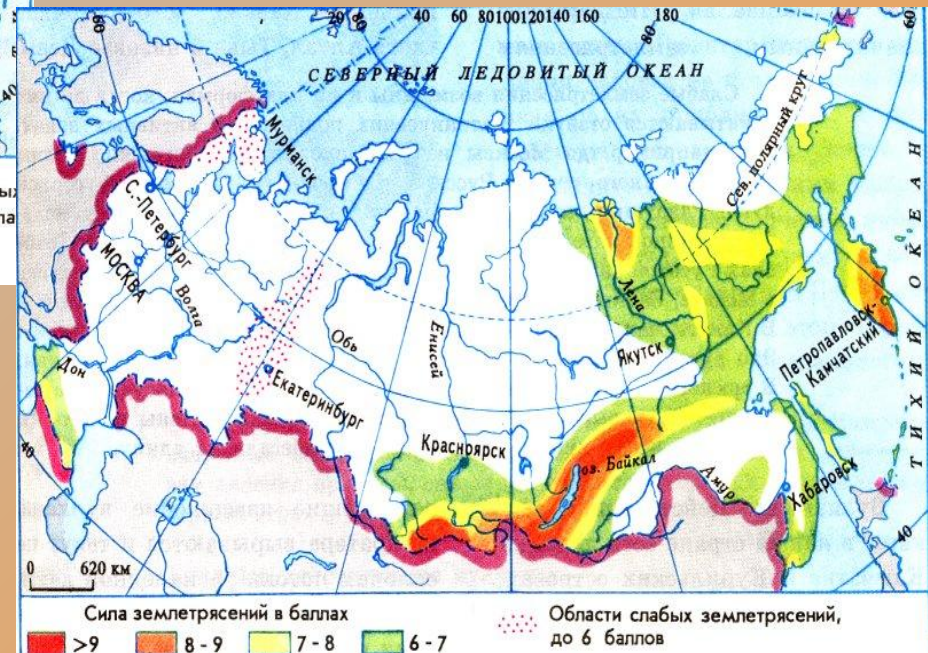 20 80 40 60 80 100 120 140 160 180 60
60
80
40
СЕВЕРНЫЙ ЛЕДОВИТЫЙ ОКЕАН
Сев. полярный круг
Мурманск
С.-Петербург
МОСКВА
Волга
Дон
Обь
Енисей
Лена
Якутск
Екатеринбург
Красноярск
оз. Байкал
Амур
Хабаровск
Петропавловск-
Камчатский
ТИХИЙ ОКЕАН
40
40
0 620 км
Сила землетрясений в баллах
>9 8 - 9 7 - 8 6 - 7
Области слабых землетрясений,
до 6 баллов